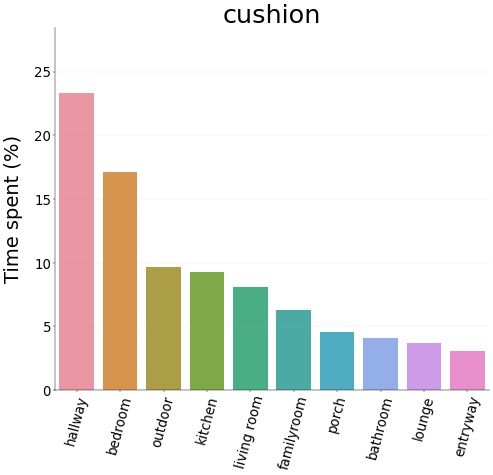 cushion
Time spent (%)
25
20
15
10
5
0
hallway
bedroom
outdoor
kitchen
living room
familyroom
porch
bathroom
lounge
entryway